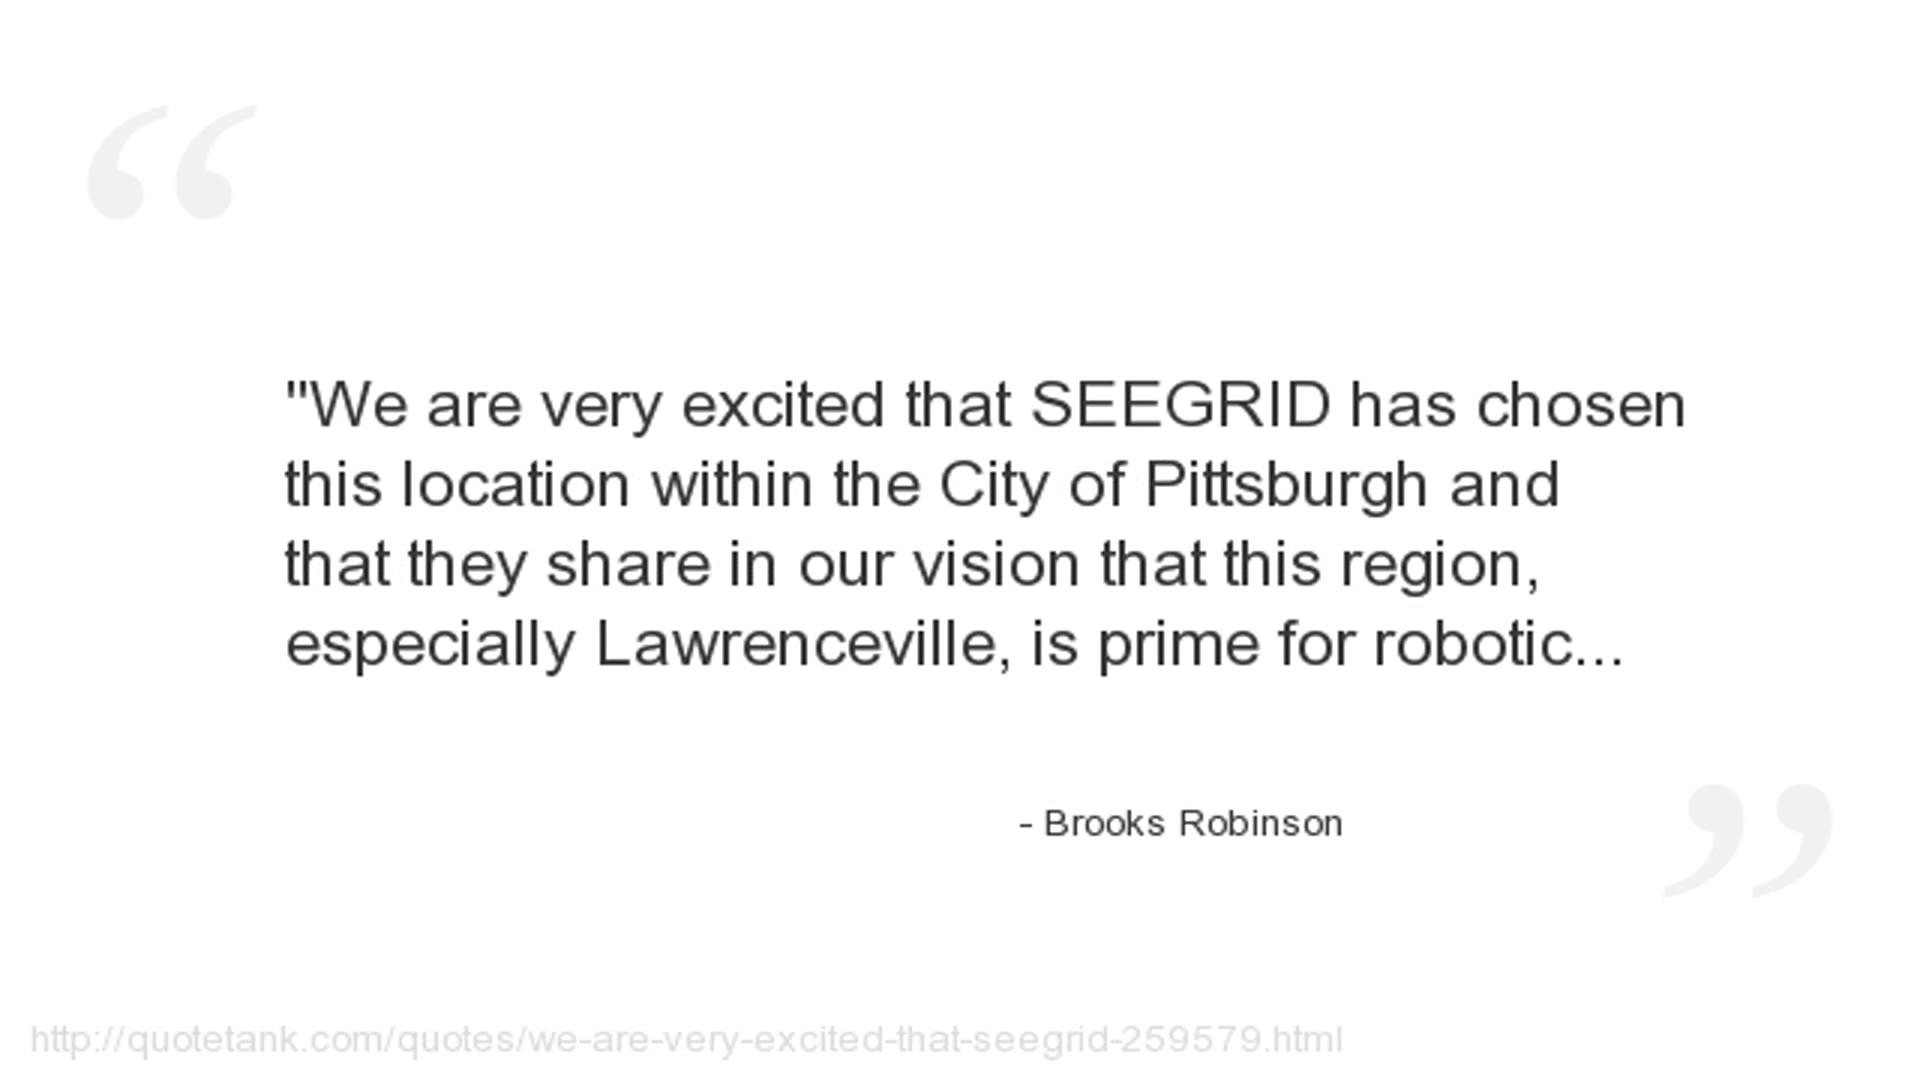 "We are very excited that SEEGRID has chosen
this location within the City of Pittsburgh and
that they share in our vision that this region,
especially Lawrenceville, is prime for robotic...
- Brooks Robinson
http://quotetank.com/quotes/we-are-very-excited-that-seegrid-259579.html